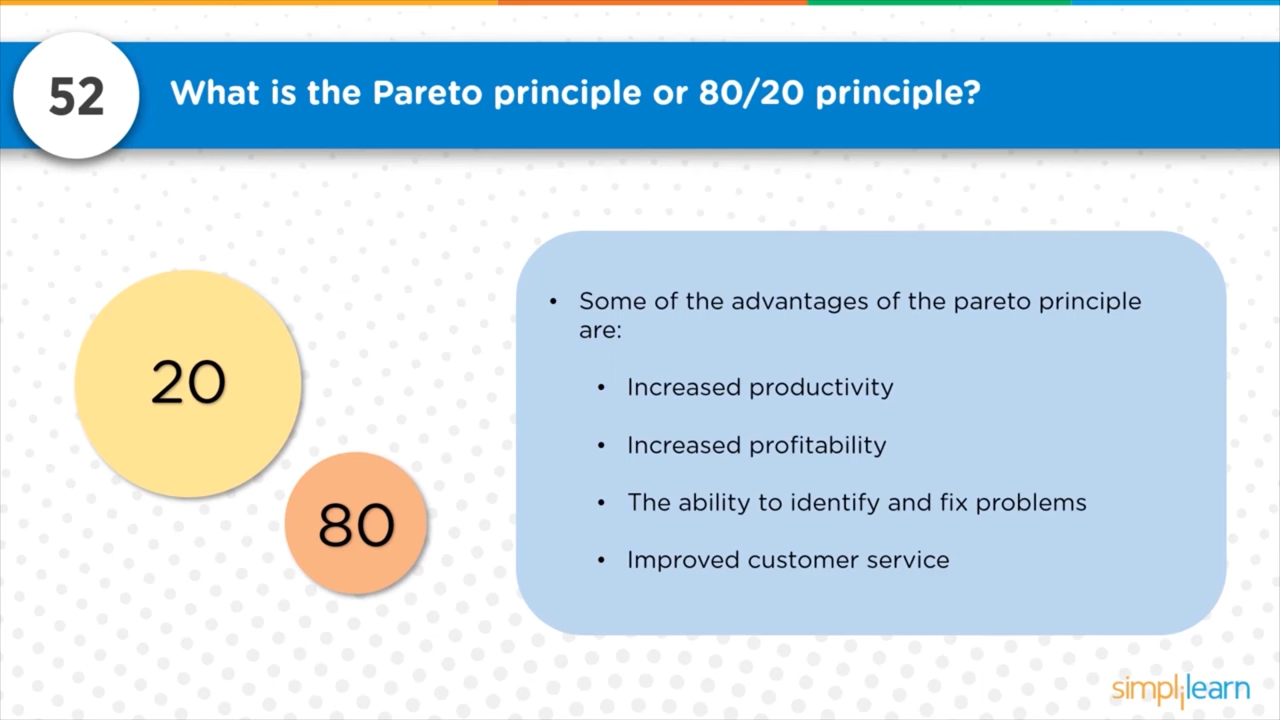 52
What is the Pareto principle or 80/20 principle?
20
80
• Some of the advantages of the pareto principle
are:
• Increased productivity
• Increased profitability
• The ability to identify and fix problems
• Improved customer service
simplilearn